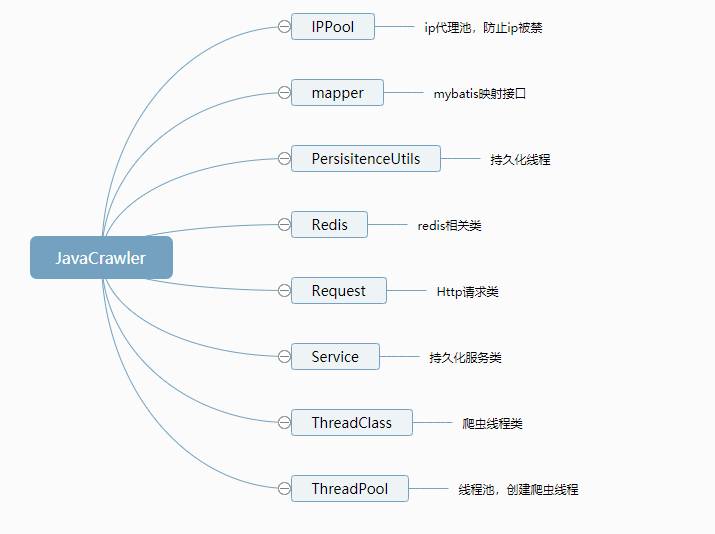 IPPool
ip代理池，防止ip被禁
mapper
mybatis映射接口
PersisitenceUtils
持久化线程
Redis
redis相关类
JavaCrawler
Request
Http请求类
Service
持久化服务类
ThreadClass
爬虫线程类
ThreadPool
线程池，创建爬虫线程